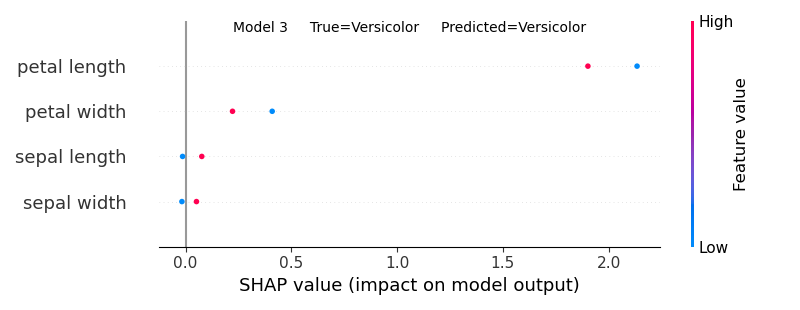 Model 3 True=Versicolor Predicted=Versicolor
High
petal length
petal width
sepal length
sepal width
Feature value
Low
0.0 0.5 1.0 1.5 2.0
SHAP value (impact on model output)